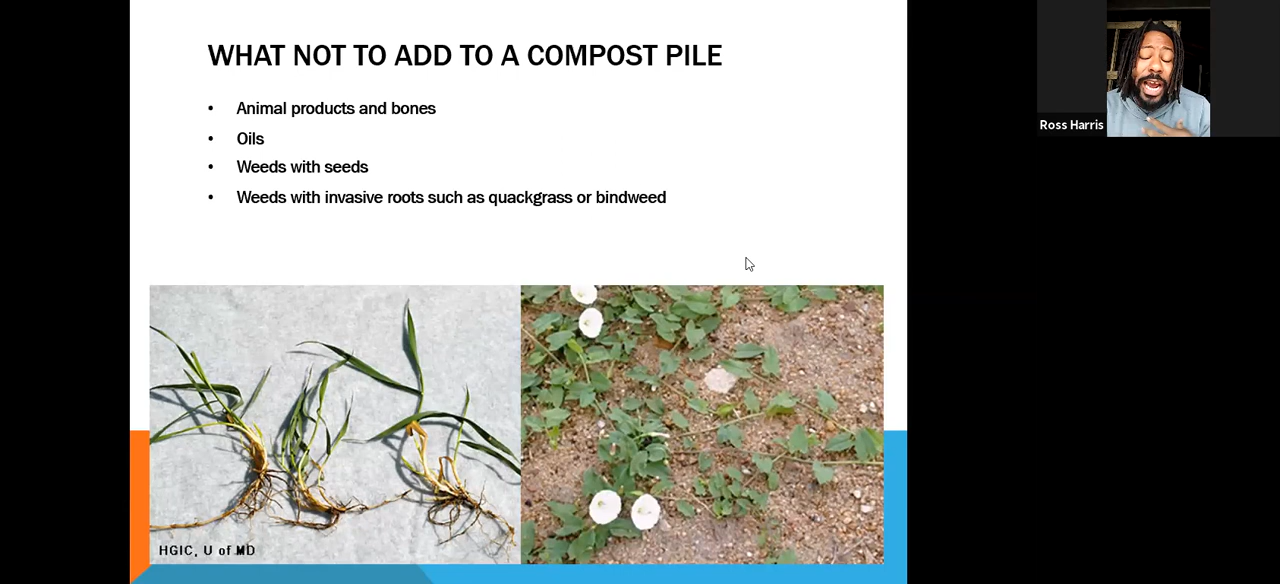 WHAT NOT TO ADD TO A COMPOST PILE
• Animal products and bones
• Oils
• Weeds with seeds
• Weeds with invasive roots such as quackgrass or bindweed
Ross Harris
HGIC, U of MD